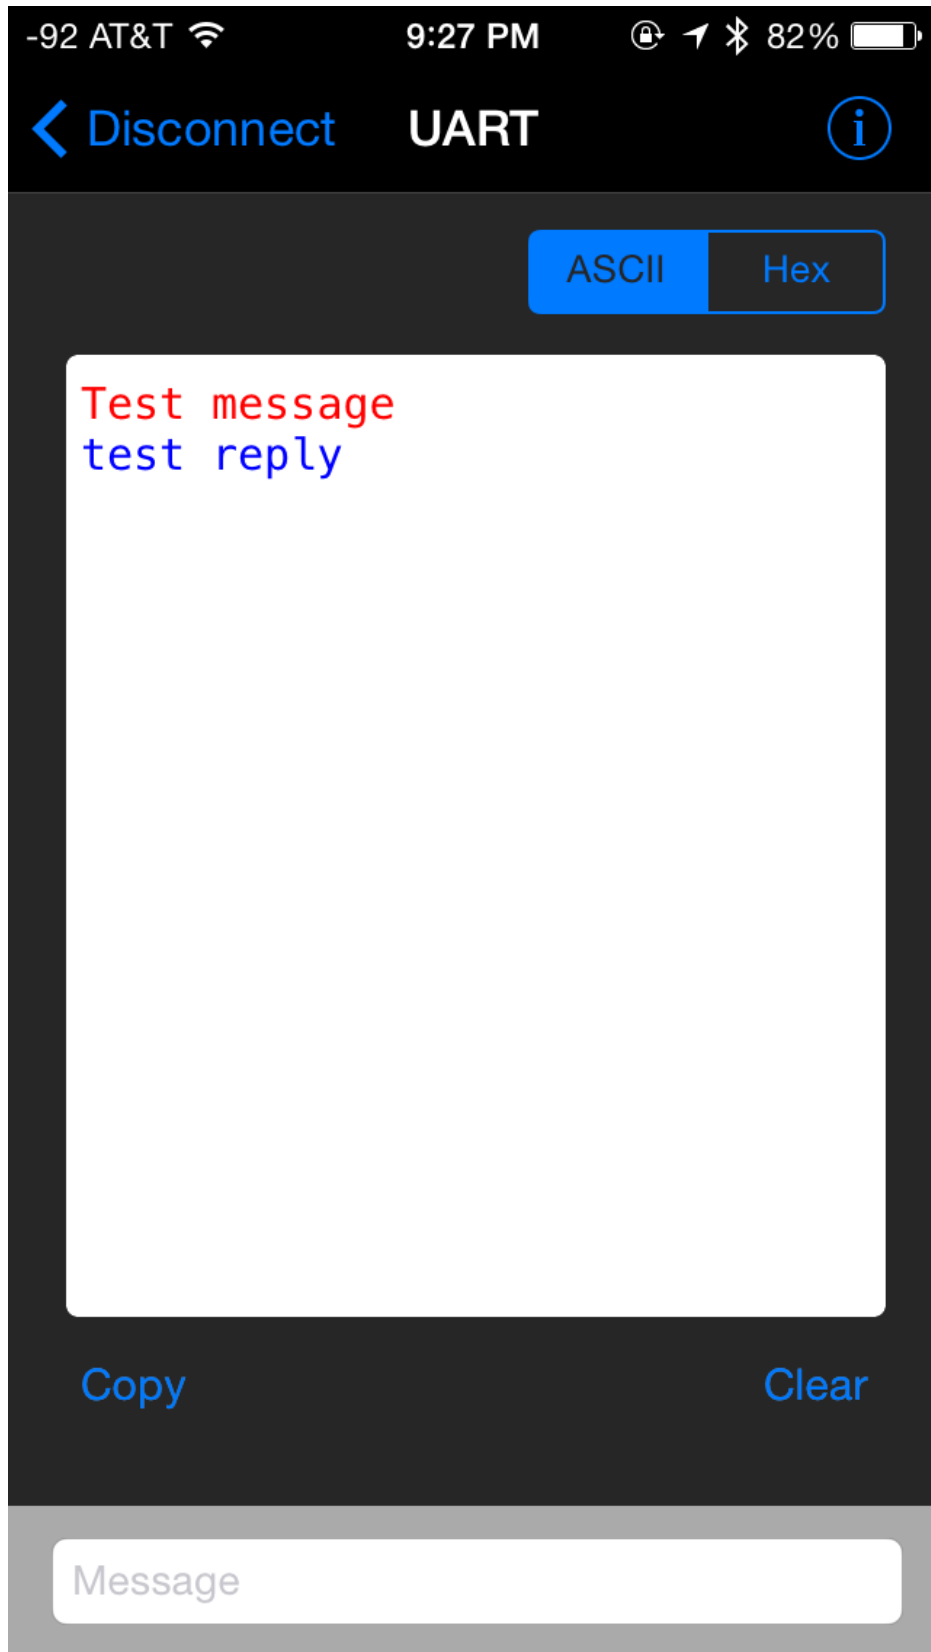 -92 AT&T 9:27 PM 82%
Disconnect UART i
ASCII Hex
Test message
test reply
Copy Clear
Message